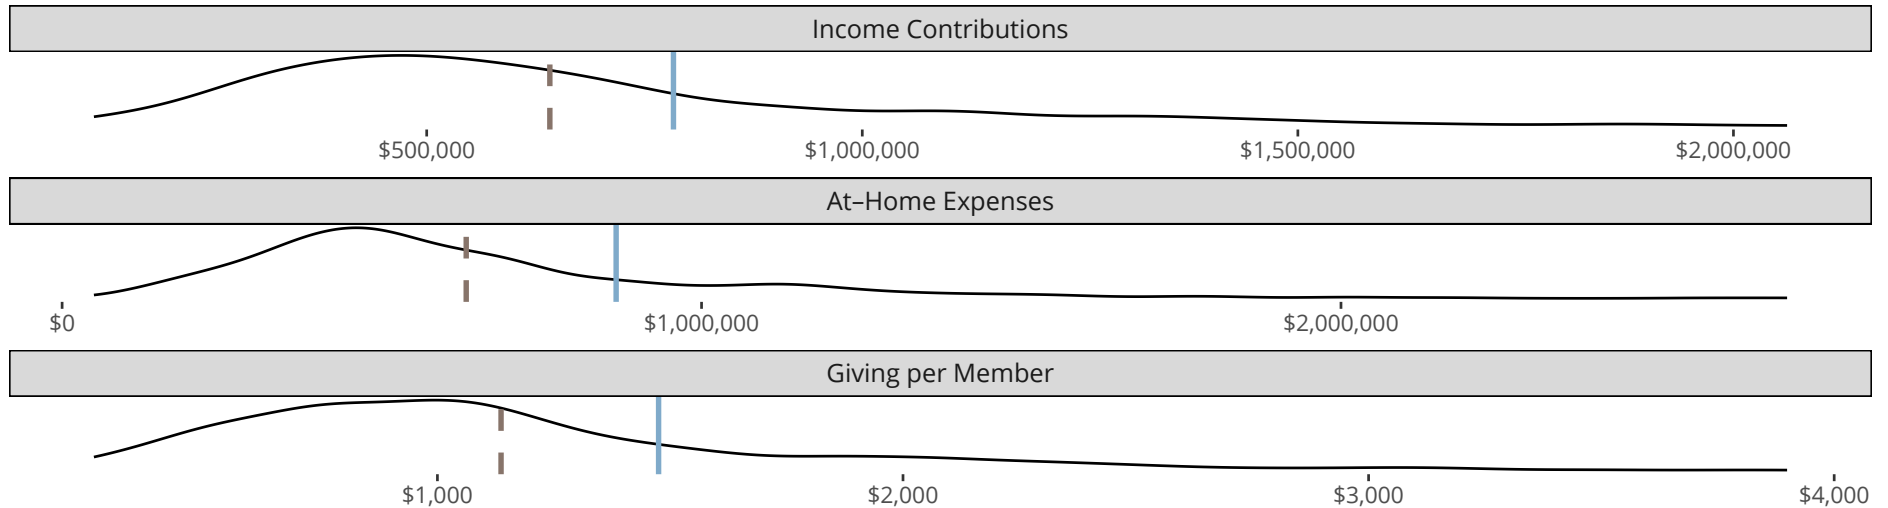 Income Contributions
$500,000 $1,000,000 $1,500,000 $2,000,000
At–Home Expenses
$0 $1,000,000 $2,000,000
Giving per Member
$1,000 $2,000 $3,000 $4,000